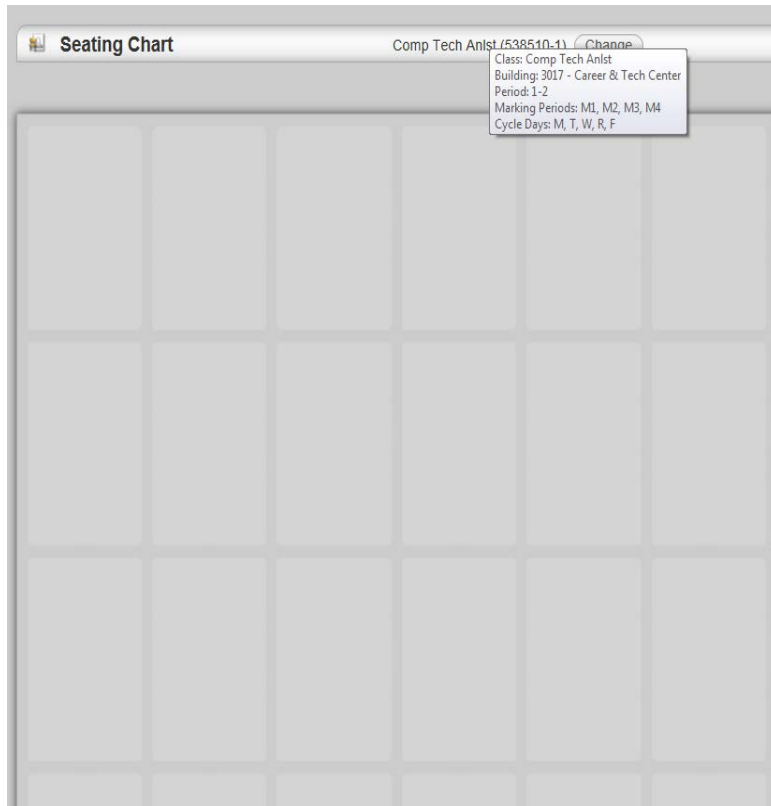 Seating Chart
Comp Tech Anlst (538510-1) Change
Class: Comp Tech Anlst
Building: 3017 - Career & Tech Center
Period: 1-2
Marking Periods: M1, M2, M3, M4
Cycle Days: M, T, W, R, F